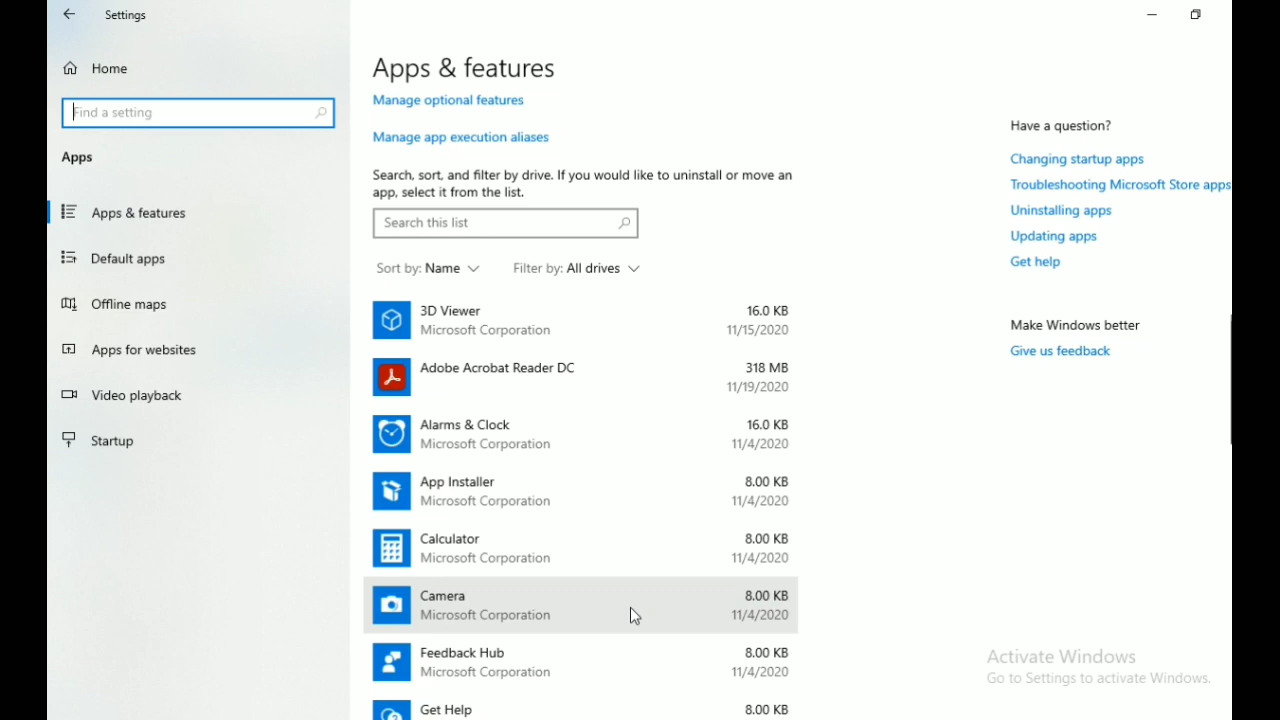 Settings
Home
Find a setting
Apps
Apps & features
Default apps
Offline maps
Apps for websites
Video playback
Startup
Apps & features
Manage optional features
Manage app execution aliases
Search, sort, and filter by drive. If you would like to uninstall or move an
app, select it from the list.
Search this list
Sort by: Name
Filter by: All drives
3D Viewer 16.0 KB
Microsoft Corporation 11/15/2020
Adobe Acrobat Reader DC 318 MB
11/19/2020
Alarms & Clock 16.0 KB
Microsoft Corporation 11/4/2020
App Installer 8.00 KB
Microsoft Corporation 11/4/2020
Calculator 8.00 KB
Microsoft Corporation 11/4/2020
Camera 8.00 KB
Microsoft Corporation 11/4/2020
Feedback Hub 8.00 KB
Microsoft Corporation 11/4/2020
Get Help 8.00 KB
Have a question?
Changing startup apps
Troubleshooting Microsoft Store apps
Uninstalling apps
Updating apps
Get help
Make Windows better
Give us feedback
Activate Windows
Go to Settings to activate Windows.